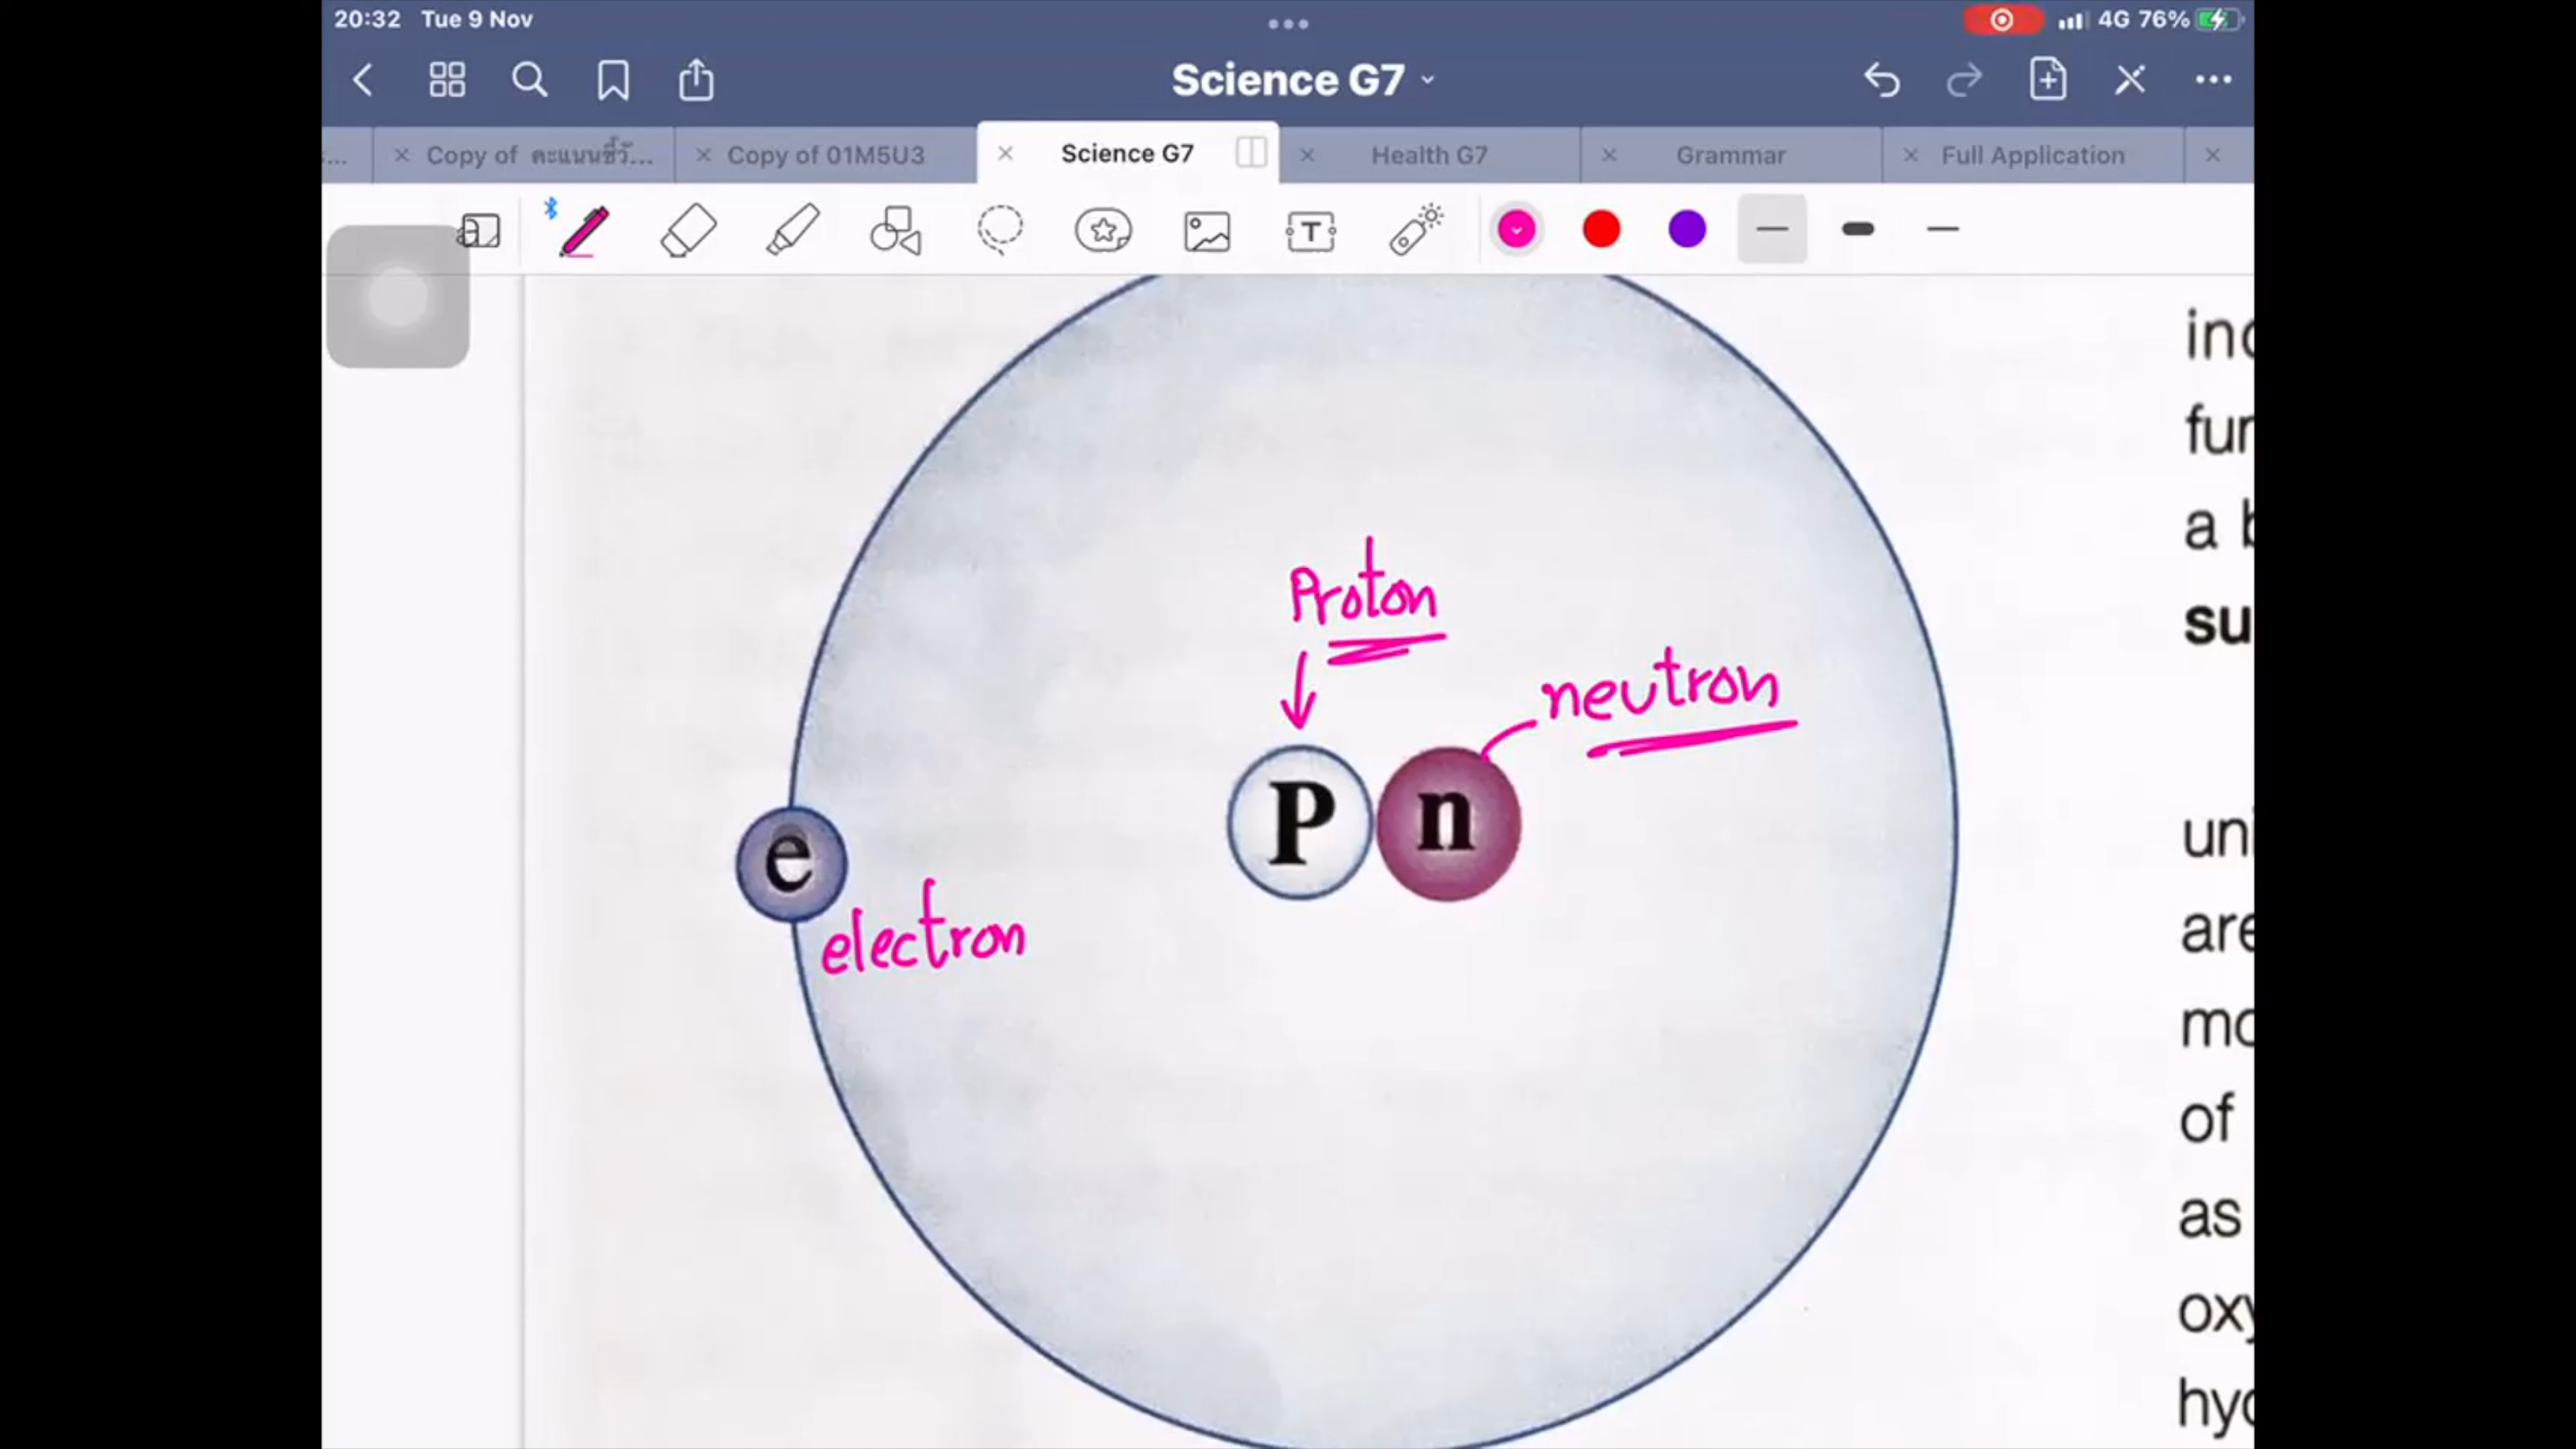 20:32 Tue 9 Nov
4G 76%
Science G7
Copy of คะแนนชี้วั...
Copy of 01M5U3
Science G7
Health G7
Grammar
Full Application
T
Proton
neutron
P
n
e
electron
a
su
of
as